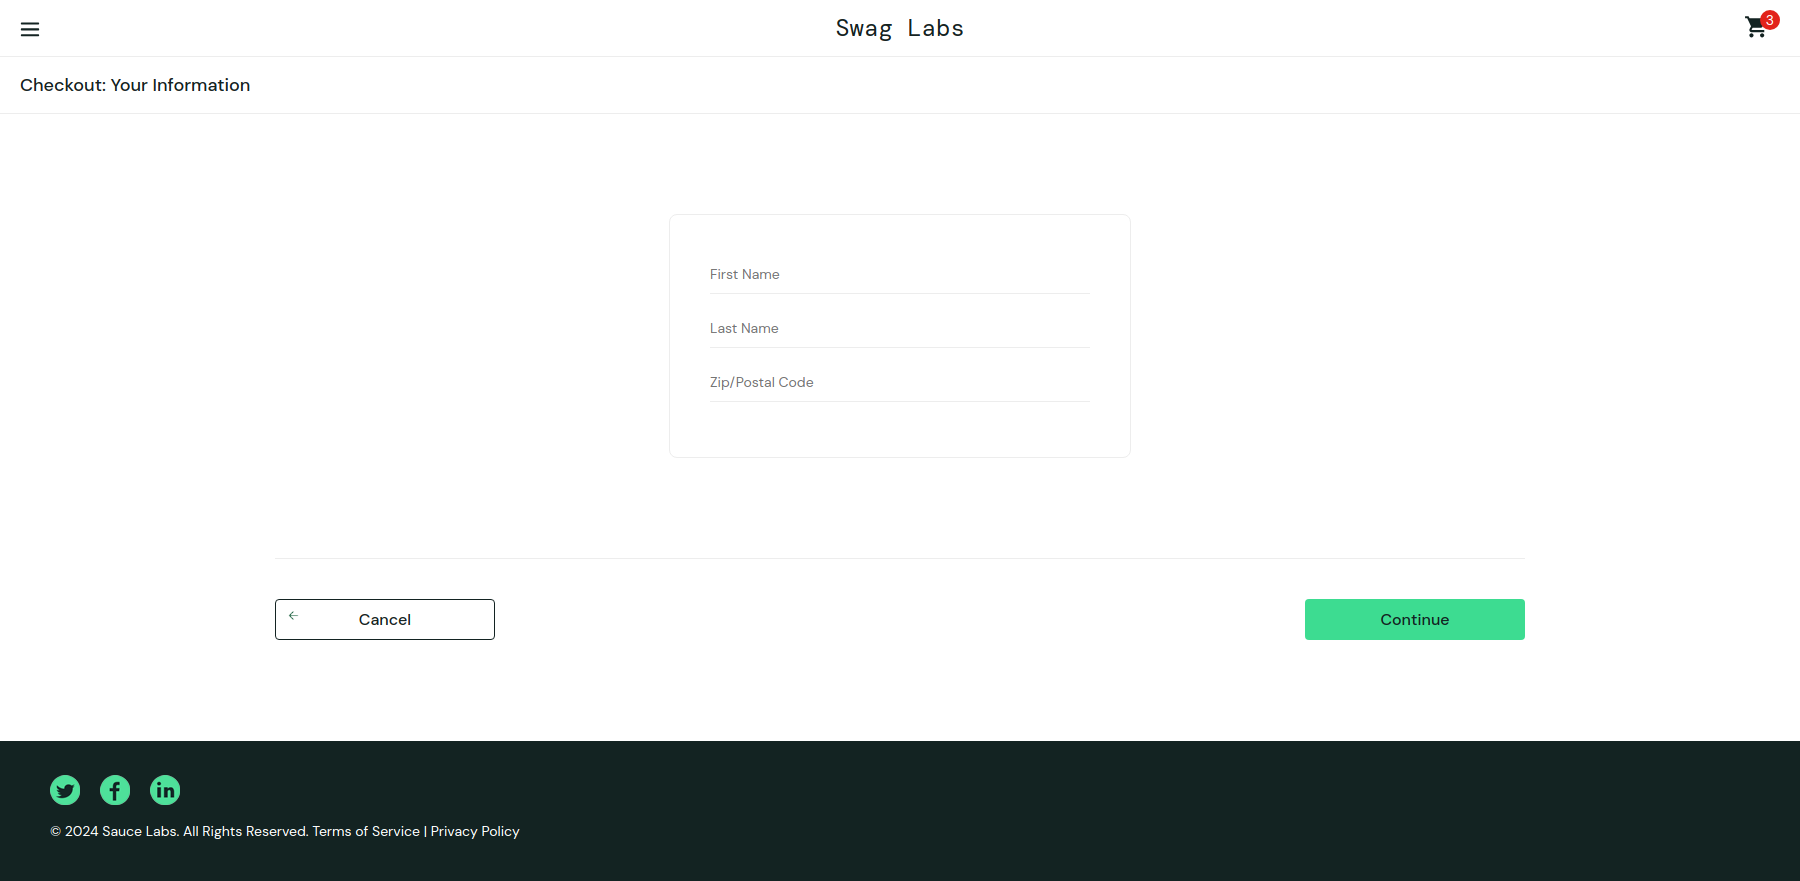 Swag Labs
3
Checkout: Your Information
First Name
Last Name
Zip/Postal Code
Cancel
Continue
© 2024 Sauce Labs. All Rights Reserved. Terms of Service | Privacy Policy